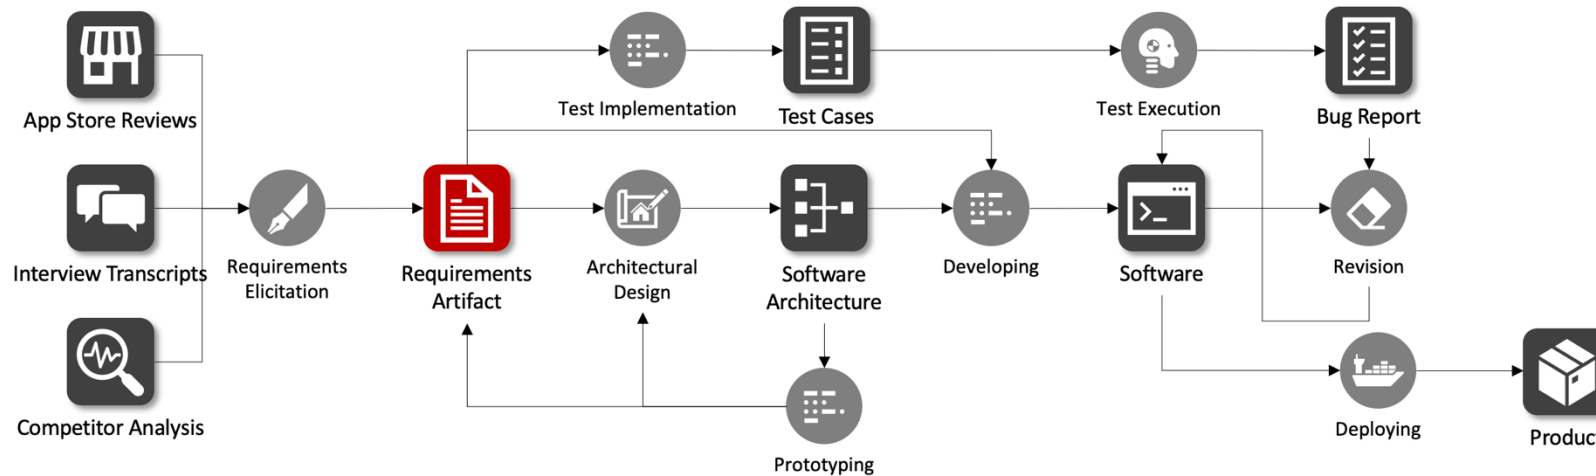 App Store Reviews
Interview Transcripts
Competitor Analysis
Requirements
Elicitation
Requirements
Artifact
Test Implementation
Test Cases
Test Execution
Bug Report
Architectural
Design
Software
Architecture
Developing
Software
Revision
Prototyping
Deploying
Product